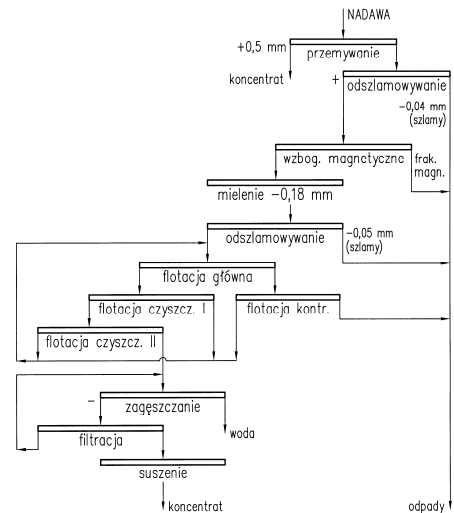 NADAWA
+0,5 mm
przemywanie
koncentrat
+
odszlamowywanie
-0,04 mm
(szlamy)
wzbog. magnetyczne
frak.
magn.
mielenie -0,18 mm
odszlamowywanie
-0,05 mm
(szlamy)
flotacja główna
flotacja czyszcz. I
flotacja kontr.
flotacja czyszcz. II
-
zagęszczanie
woda
filtracja
suszenie
koncentrat
odpady